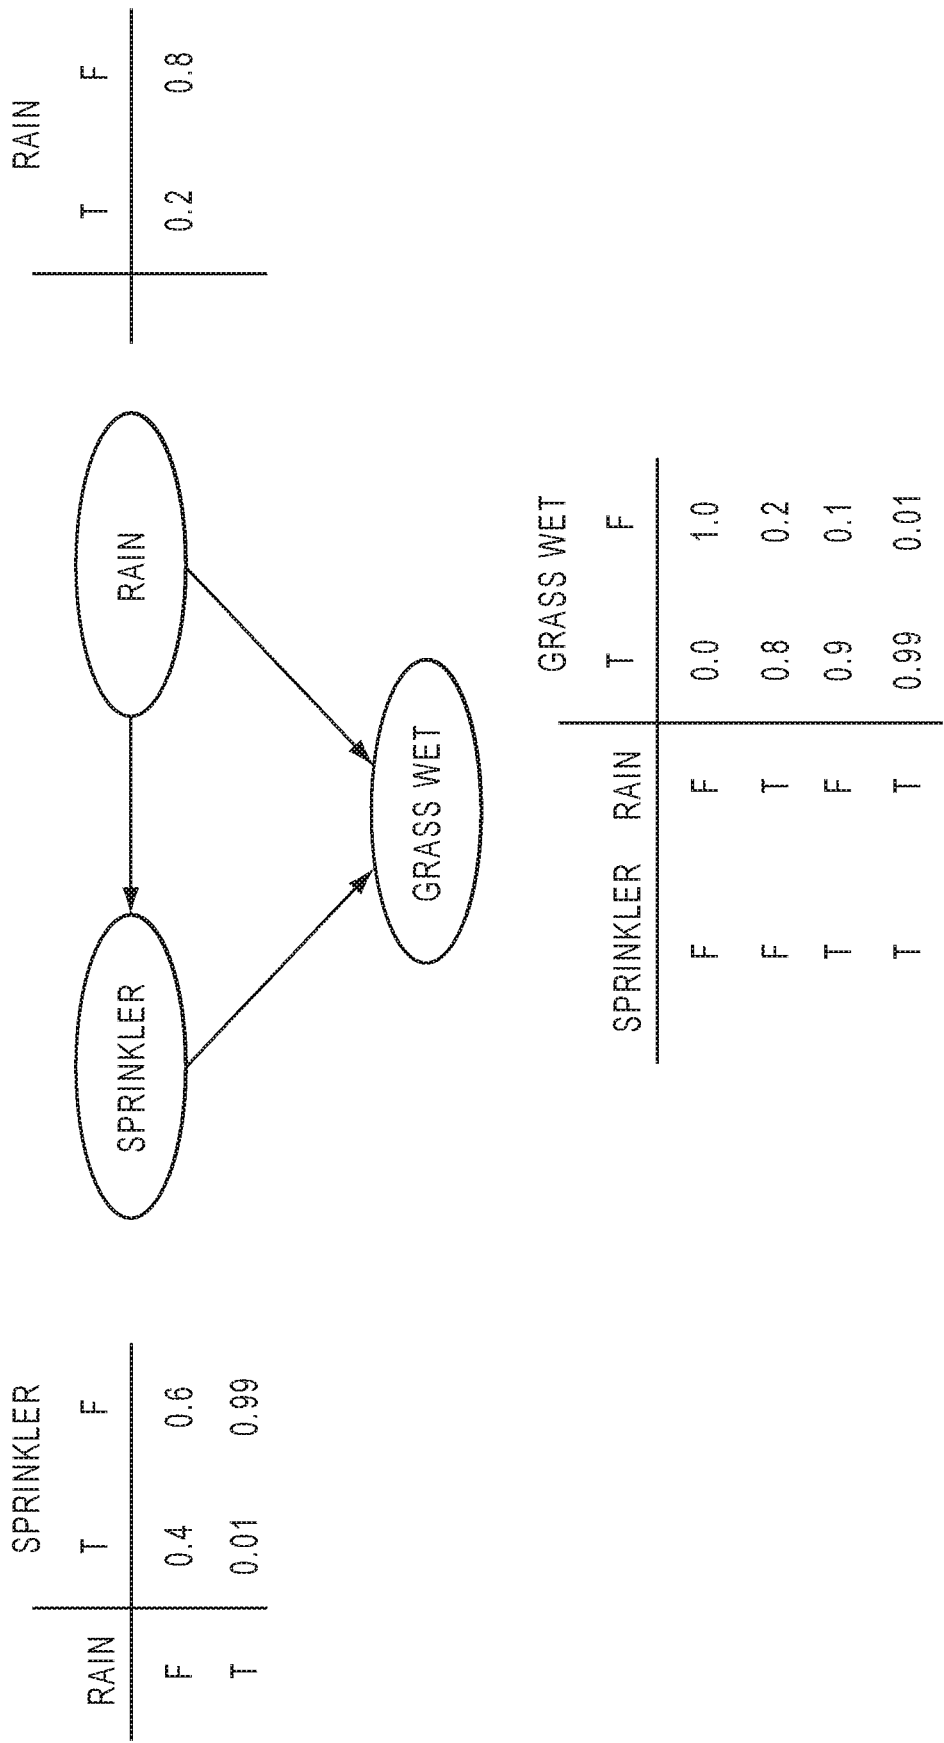 SPRINKLER
RAIN T F
F 0.4 0.6
T 0.01 0.99
SPRINKLER
RAIN
GRASS WET
RAIN
T F
0.2 0.8
GRASS WET
SPRINKLER RAIN T F
F F 0.0 1.0
F T 0.8 0.2
T F 0.9 0.1
T T 0.99 0.01